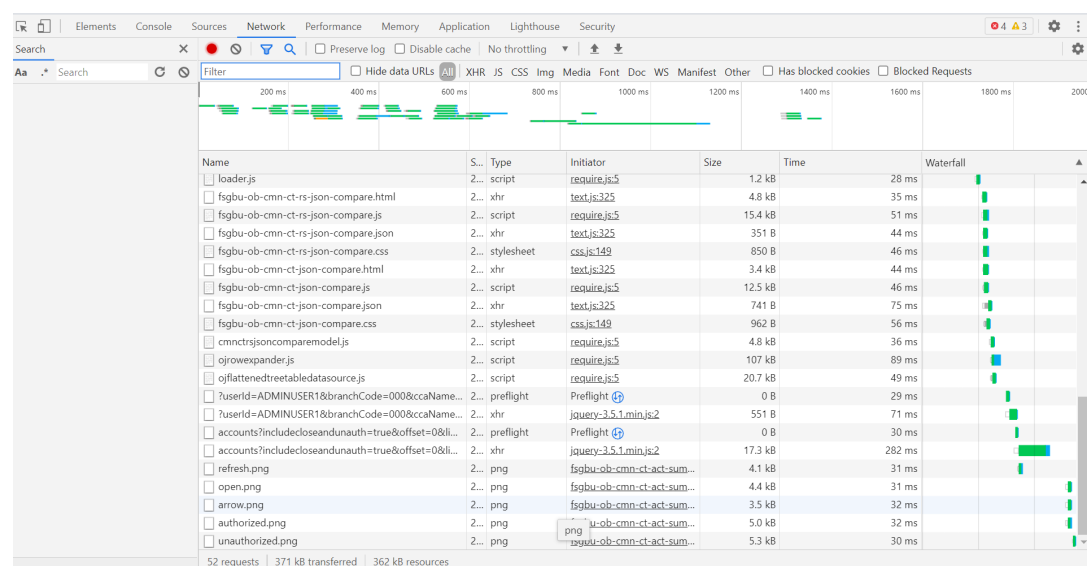 Elements Console Sources Network Performance Memory Application Lighthouse Security 4 3
Search Preserve log Disable cache No throttling
Aa .* Search Filter Hide data URLs All XHR JS CSS Img Media Font Doc WS Manifest Other Has blocked cookies Blocked Requests
200 ms 400 ms 600 ms 800 ms 1000 ms 1200 ms 1400 ms 1600 ms 1800 ms 2000
Name S... Type Initiator Size Time Waterfall
loader.js 2... script require.js:5 1.2 kB 28 ms
fsgbu-ob-cmn-ct-rs-json-compare.html 2... xhr text.js:325 4.8 kB 35 ms
fsgbu-ob-cmn-ct-rs-json-compare.js 2... script require.js:5 15.4 kB 51 ms
fsgbu-ob-cmn-ct-rs-json-compare.json 2... xhr text.js:325 351 B 44 ms
fsgbu-ob-cmn-ct-rs-json-compare.css 2... stylesheet css.js:149 850 B 46 ms
fsgbu-ob-cmn-ct-json-compare.html 2... xhr text.js:325 3.4 kB 44 ms
fsgbu-ob-cmn-ct-json-compare.js 2... script require.js:5 12.5 kB 46 ms
fsgbu-ob-cmn-ct-json-compare.json 2... xhr text.js:325 741 B 75 ms
fsgbu-ob-cmn-ct-json-compare.css 2... stylesheet css.js:149 962 B 56 ms
cmnctrsjsoncomparemodel.js 2... script require.js:5 4.8 kB 36 ms
ojrowexpander.js 2... script require.js:5 107 kB 89 ms
ojflattenedtreetabledatasource.js 2... script require.js:5 20.7 kB 49 ms
?userId=ADMINUSER1&branchCode=000&ccaName... 2... preflight Preflight 0 B 29 ms
?userId=ADMINUSER1&branchCode=000&ccaName... 2... xhr jquery-3.5.1.min.js:2 551 B 71 ms
accounts?includecloseandunauth=true&offset=0&li... 2... preflight Preflight 0 B 30 ms
accounts?includecloseandunauth=true&offset=0&li... 2... xhr jquery-3.5.1.min.js:2 17.3 kB 282 ms
refresh.png 2... png fsgbu-ob-cmn-ct-act-sum... 4.1 kB 31 ms
open.png 2... png fsgbu-ob-cmn-ct-act-sum... 4.4 kB 31 ms
arrow.png 2... png fsgbu-ob-cmn-ct-act-sum... 3.5 kB 32 ms
authorized.png 2... png u-ob-cmn-ct-act-sum... 5.0 kB 32 ms
png
unauthorized.png 2... png u-ob-cmn-ct-act-sum... 5.3 kB 30 ms
52 requests 371 kB transferred 362 kB resources